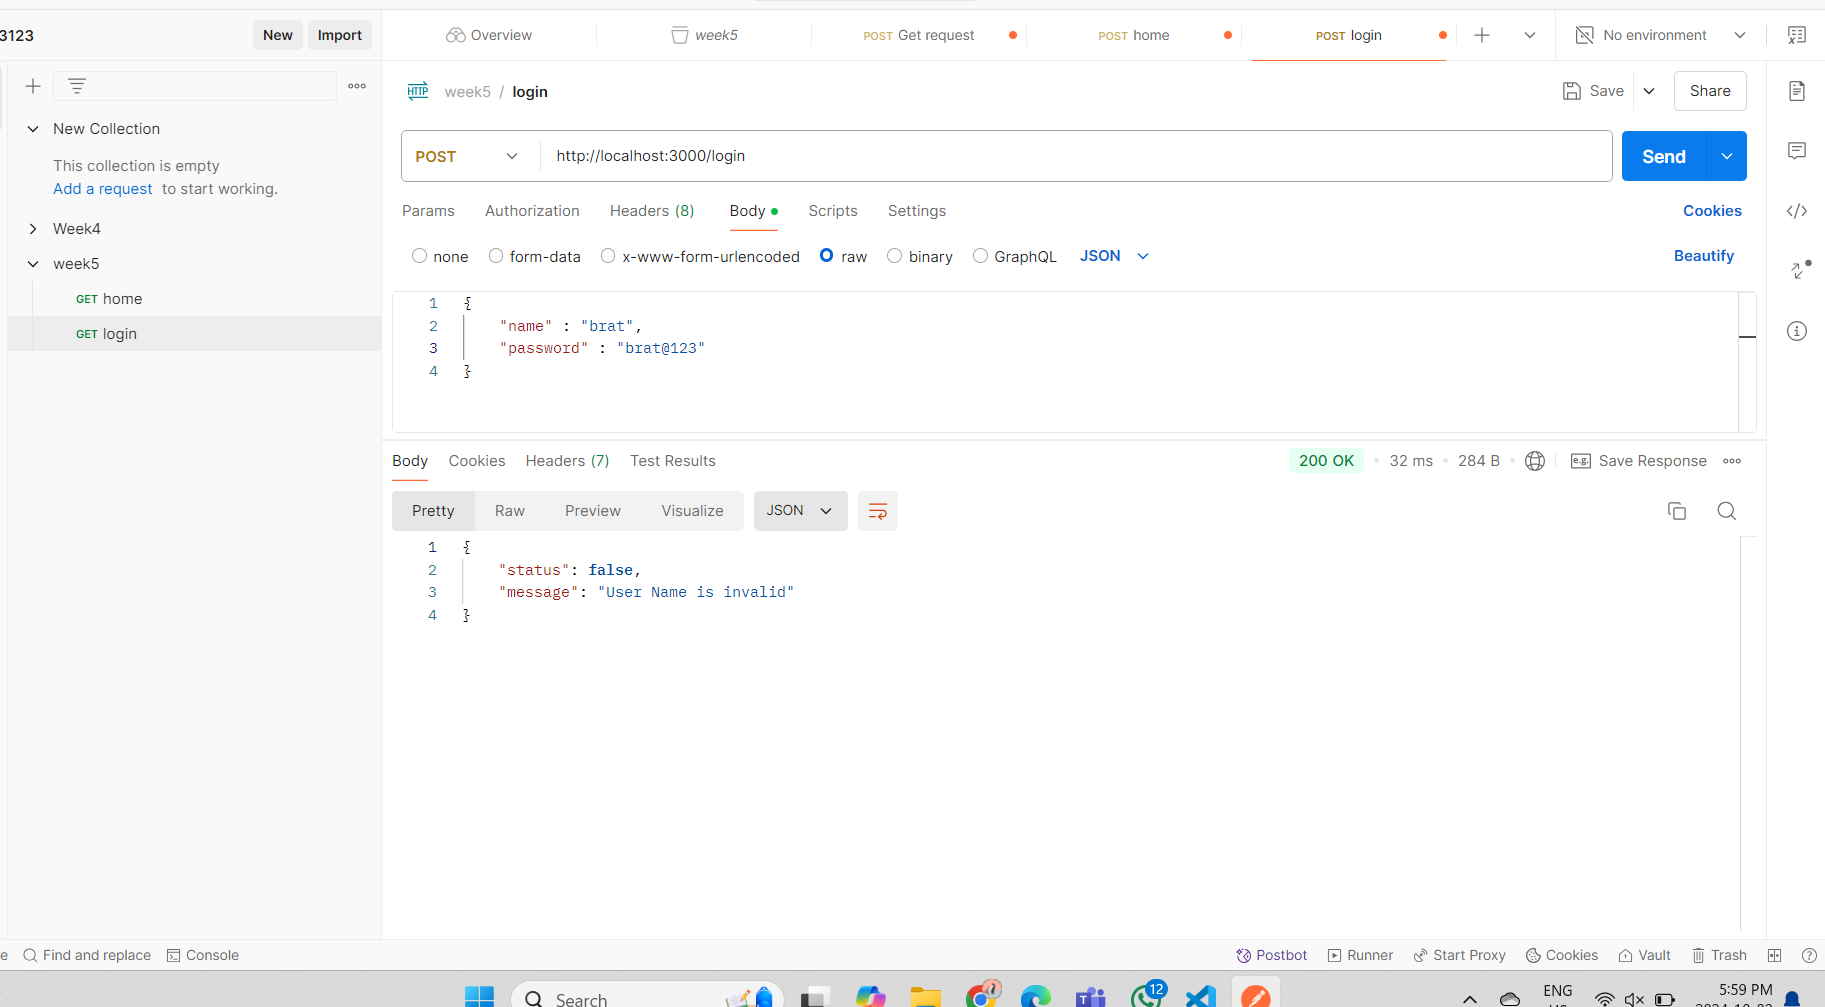 3123
New
Import
Overview
week5
POST Get request
POST home
POST login
No environment
week5 / login
Save
Share
New Collection
This collection is empty
Add a request to start working.
Week4
week5
GET home
GET login
POST
http://localhost:3000/login
Send
Params
Authorization
Headers (8)
Body
Scripts
Settings
Cookies
none
form-data
x-www-form-urlencoded
raw
binary
GraphQL
JSON
Beautify
1 {
2 "name" : "brat",
3 "password" : "brat@123"
4 }
Body
Cookies
Headers (7)
Test Results
200 OK
32 ms
284 B
e.g.
Save Response
Pretty
Raw
Preview
Visualize
JSON
1 {
2 "status": false,
3 "message": "User Name is invalid"
4 }
e
Find and replace
Console
Postbot
Runner
Start Proxy
Cookies
Vault
Trash
Search
12
ENG
5:59 PM